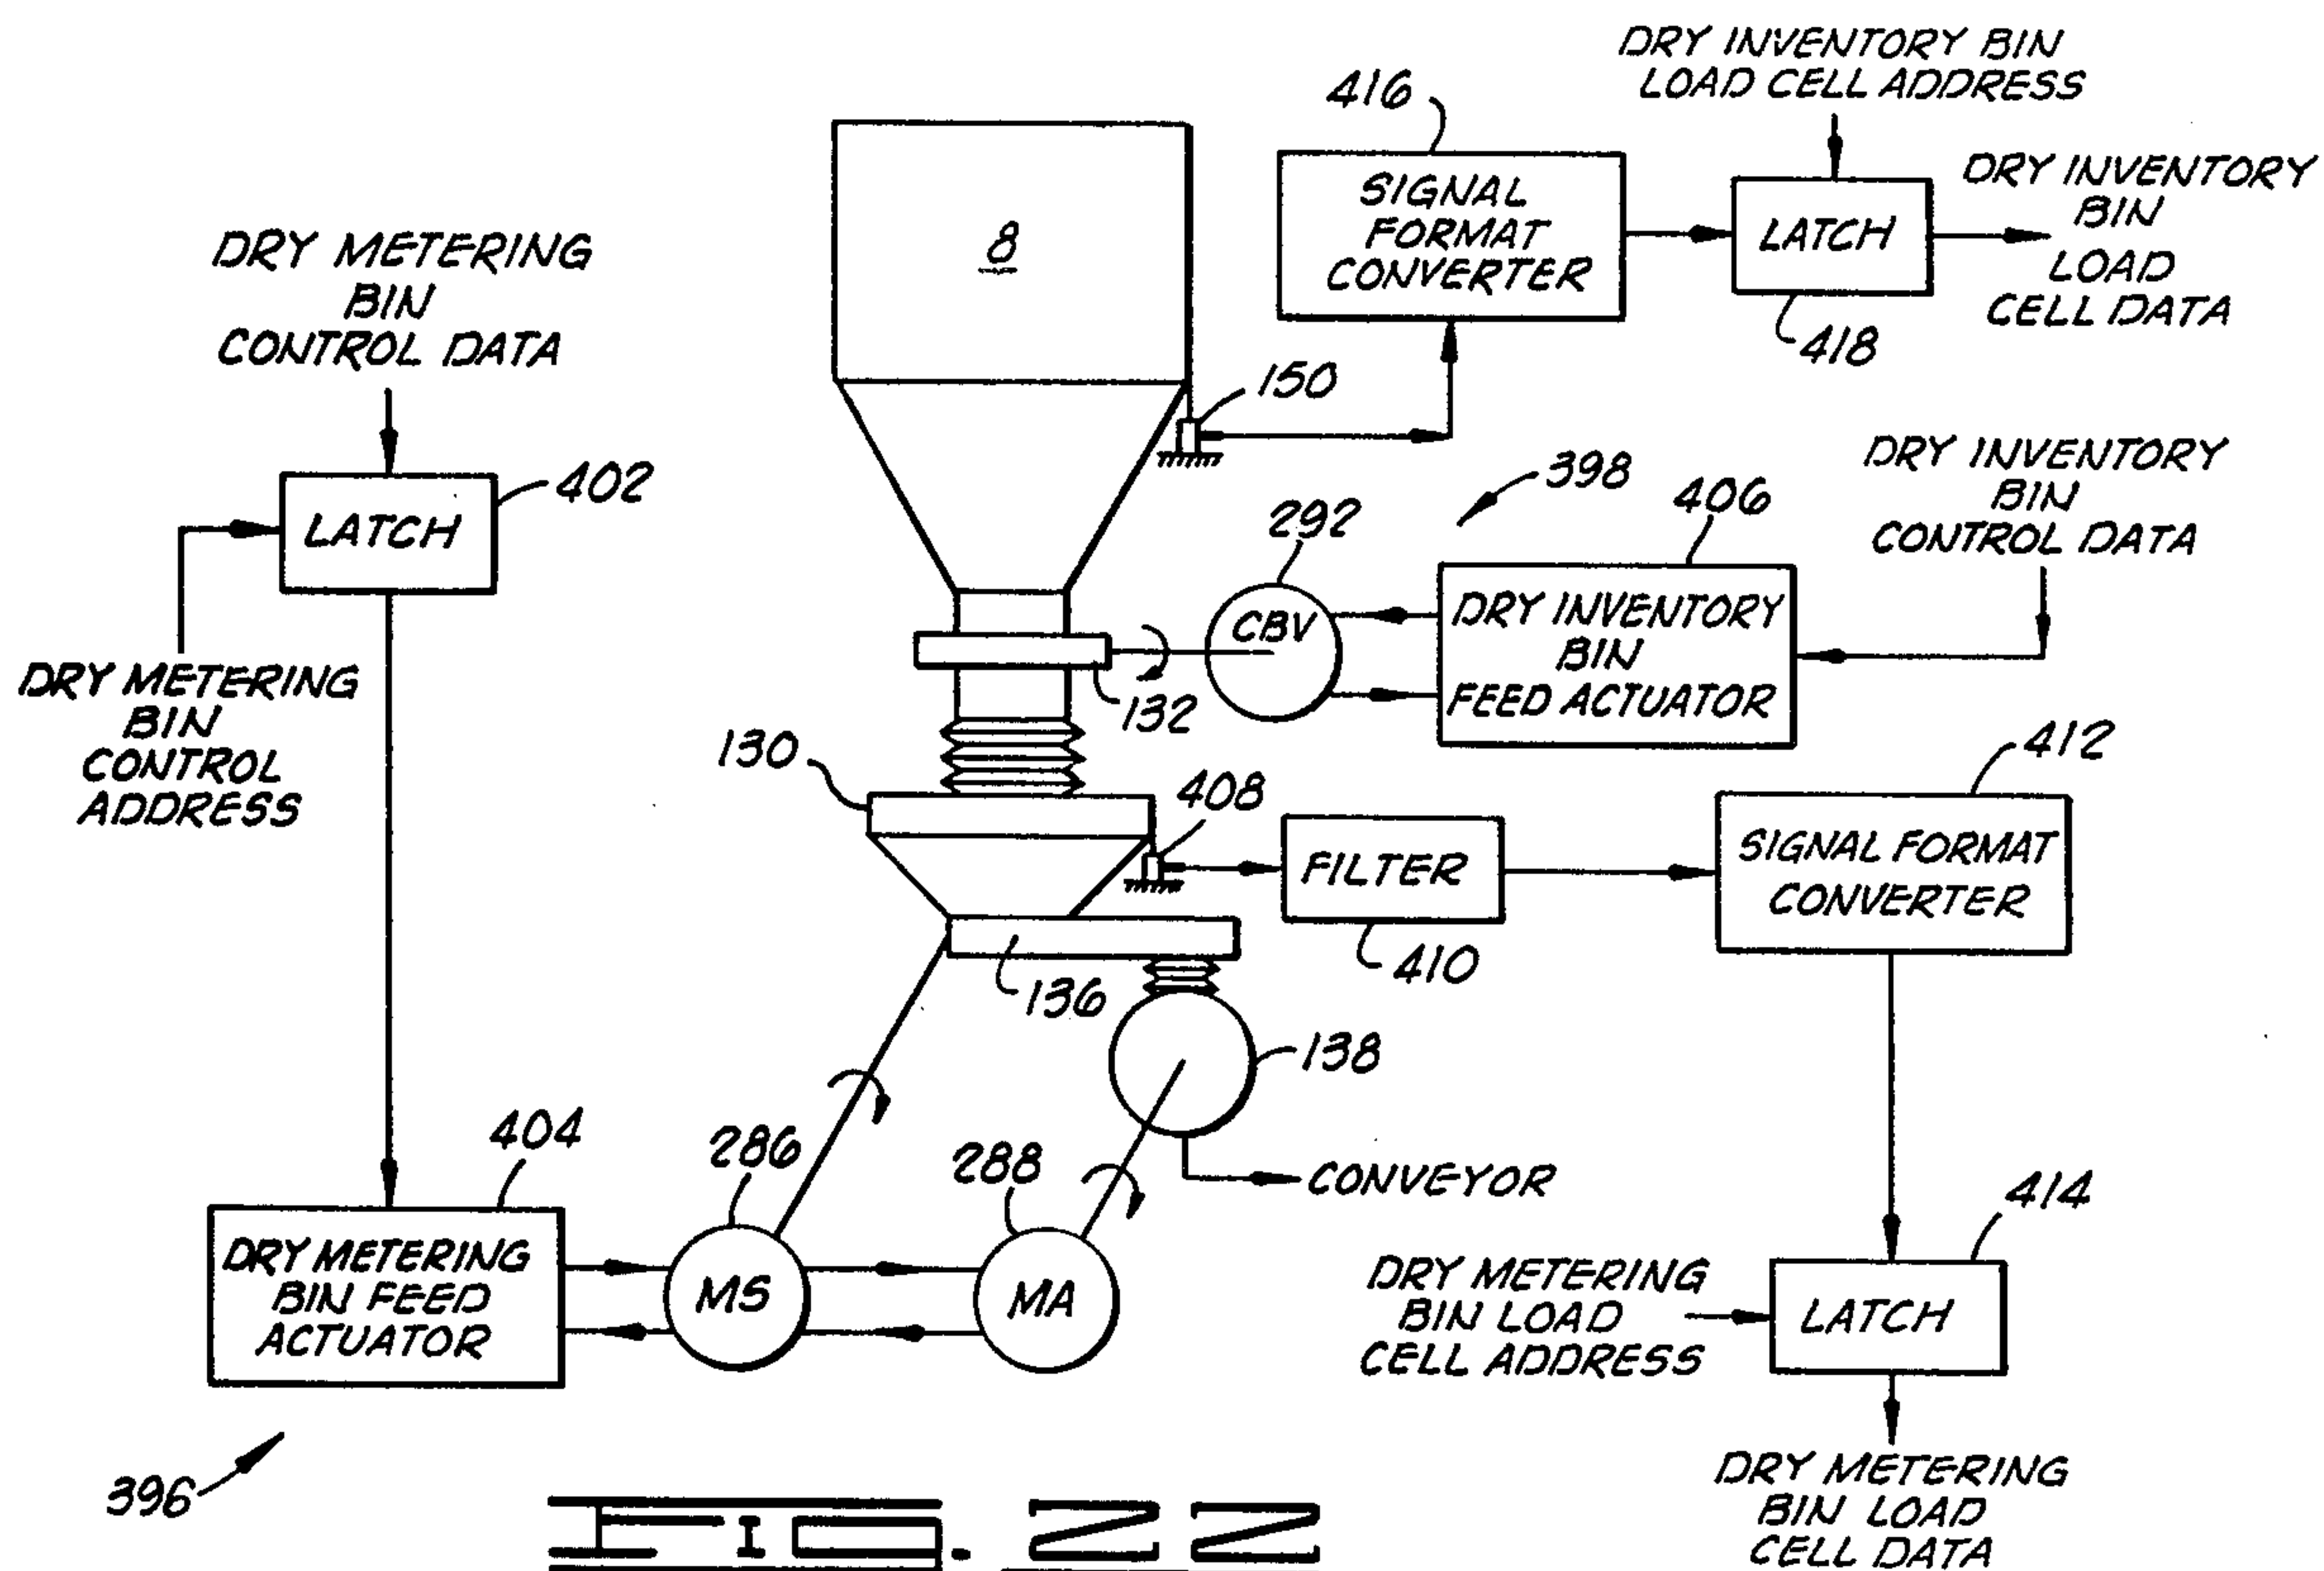 DRY INVENTORY BIN
LOAD CELL ADDRESS
416
SIGNAL
FORMAT
CONVERTER
LATCH
418
DRY INVENTORY
BIN
LOAD
CELL DATA
8
150
DRY METERING
BIN
CONTROL DATA
402
LATCH
DRY METERING
BIN
CONTROL
ADDRESS
398
292
CBV
132
406
DRY INVENTORY
BIN
FEED ACTUATOR
DRY INVENTORY
BIN
CONTROL DATA
130
408
FILTER
410
412
SIGNAL FORMAT
CONVERTER
136
138
CONVEYOR
404
DRY METERING
BIN FEED
ACTUATOR
286
MS
288
MA
DRY METERING
BIN LOAD
CELL ADDRESS
414
LATCH
DRY METERING
BIN LOAD
CELL DATA
396
FIG. 22